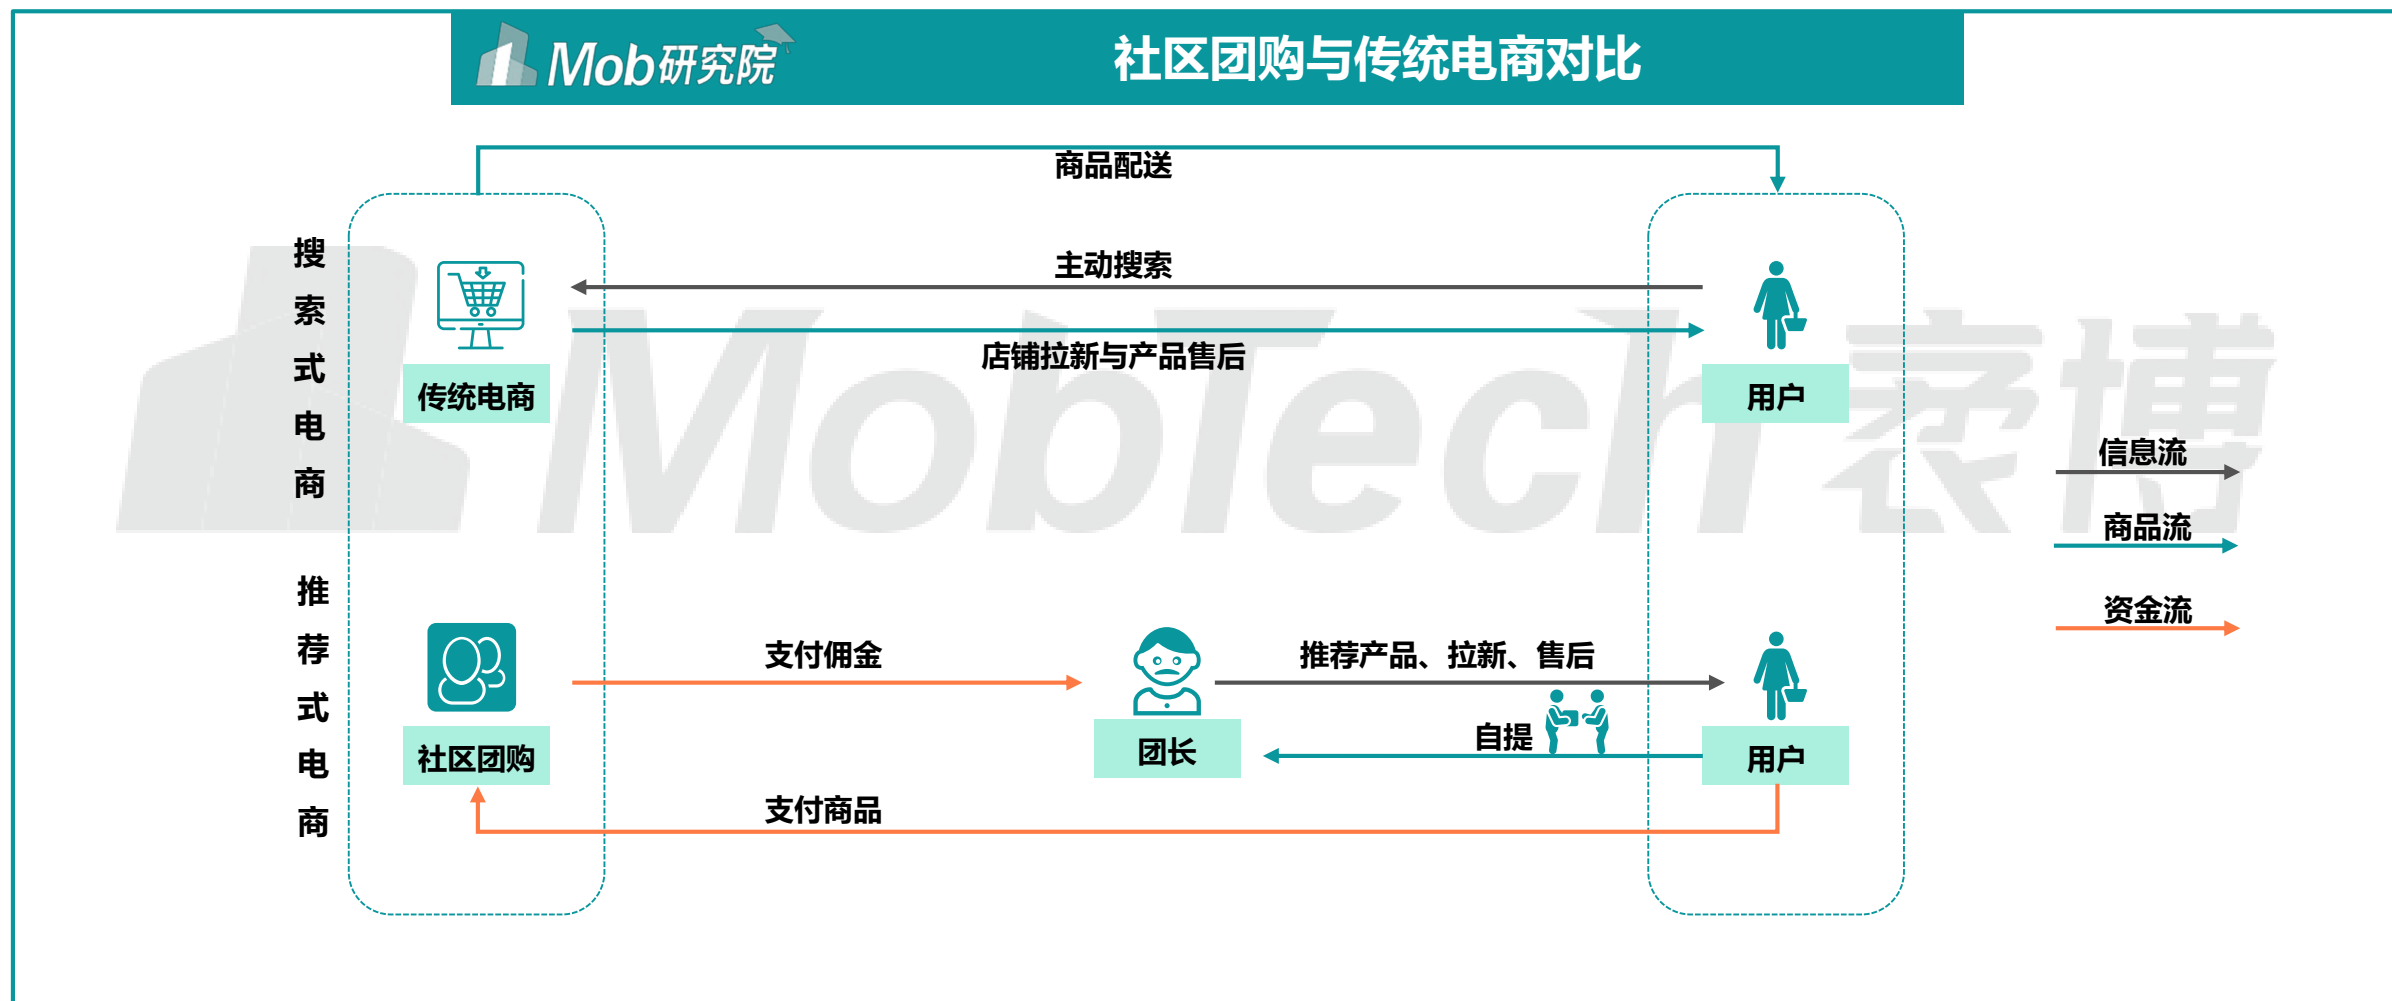 Mob研究院
社区团购与传统电商对比
商品配送
搜索式电商
主动搜索
店铺拉新与产品售后
传统电商
用户
MobTech袤博
信息流
商品流
资金流
推荐式电商
支付佣金
推荐产品、拉新、售后
自提
社区团购
团长
用户
支付商品